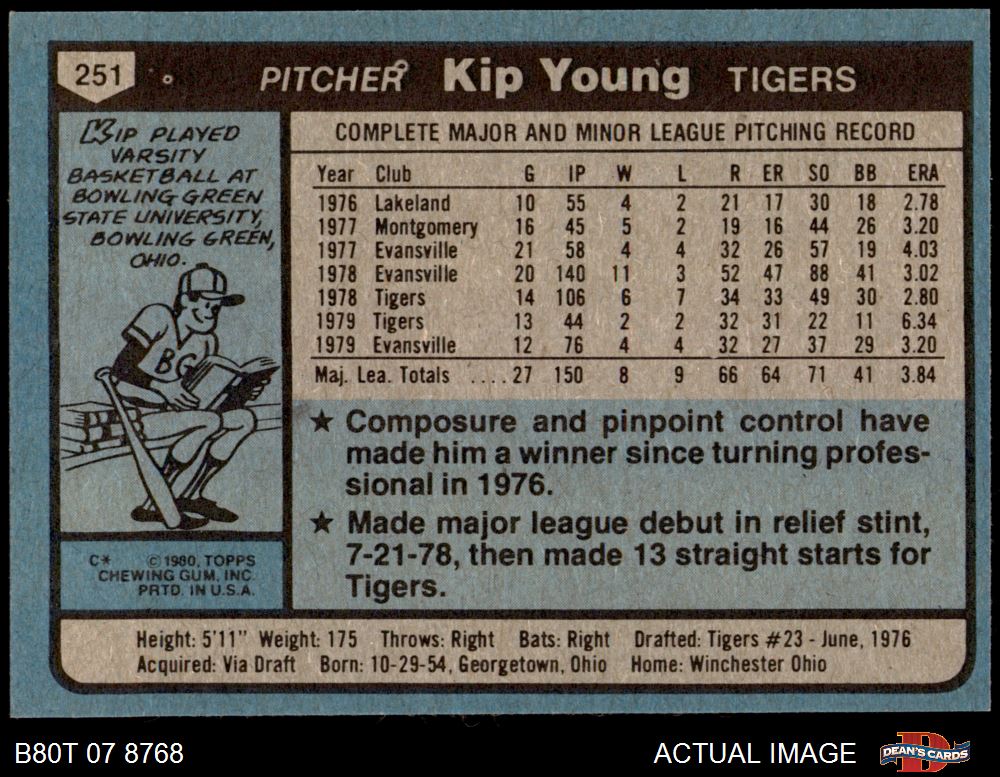 251 PITCHER Kip Young TIGERS
KIP PLAYED
VARSITY
BASKETBALL AT
BOWLING GREEN
STATE UNIVERSITY,
BOWLING GREEN,
OHIO.
BG
C* ©1980, TOPPS
CHEWING GUM, INC.
PRTD. IN U.S.A.
COMPLETE MAJOR AND MINOR LEAGUE PITCHING RECORD
Year Club G IP W L R ER SO BB ERA
1976 Lakeland 10 55 4 2 21 17 30 18 2.78
1977 Montgomery 16 45 5 2 19 16 44 26 3.20
1977 Evansville 21 58 4 4 32 26 57 19 4.03
1978 Evansville 20 140 11 3 52 47 88 41 3.02
1978 Tigers 14 106 6 7 34 33 49 30 2.80
1979 Tigers 13 44 2 2 32 31 22 11 6.34
1979 Evansville 12 76 4 4 32 27 37 29 3.20
Maj. Lea. Totals ....27 150 8 9 66 64 71 41 3.84
★ Composure and pinpoint control have
made him a winner since turning profes-
sional in 1976.
★ Made major league debut in relief stint,
7-21-78, then made 13 straight starts for
Tigers.
Height: 5'11" Weight: 175 Throws: Right Bats: Right Drafted: Tigers #23 - June, 1976
Acquired: Via Draft Born: 10-29-54, Georgetown, Ohio Home: Winchester Ohio
B80T 07 8768 ACTUAL IMAGE DEAN'S CARDS